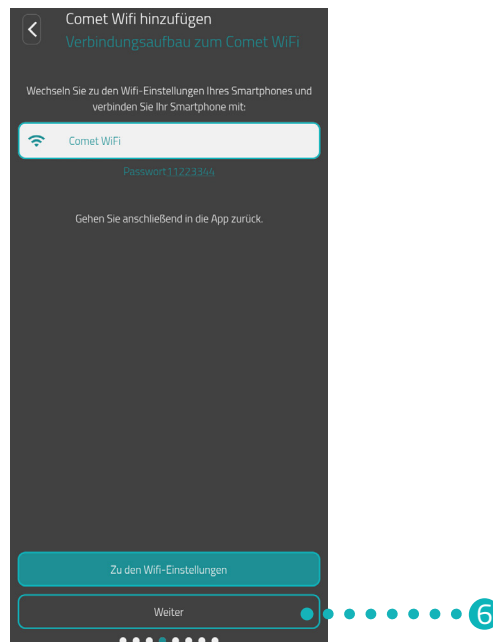 Comet Wifi hinzufügen
Verbindungsaufbau zum Comet WiFi
Wechseln Sie zu den Wifi-Einstellungen Ihres Smartphones und
verbinden Sie Ihr Smartphone mit:
Comet WiFi
Passwort11223344
Gehen Sie anschließend in die App zurück.
Zu den Wifi-Einstellungen
Weiter
6